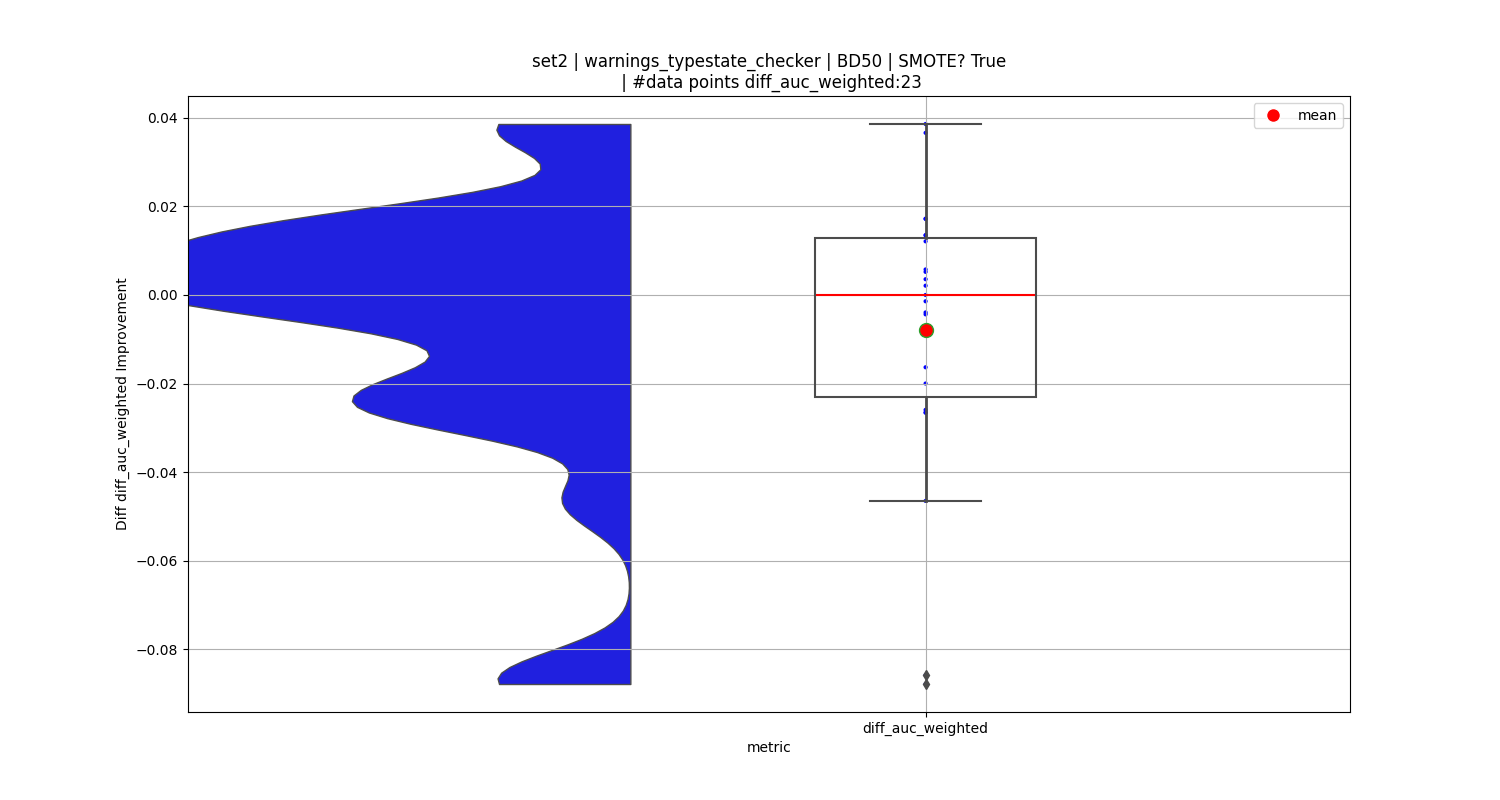 set2 | warnings_typestate_checker | BD50 | SMOTE? True
| #data points diff_auc_weighted:23
mean
0.04
0.02
0.00
−0.02
−0.04
−0.06
−0.08
Diff diff_auc_weighted Improvement
diff_auc_weighted
metric